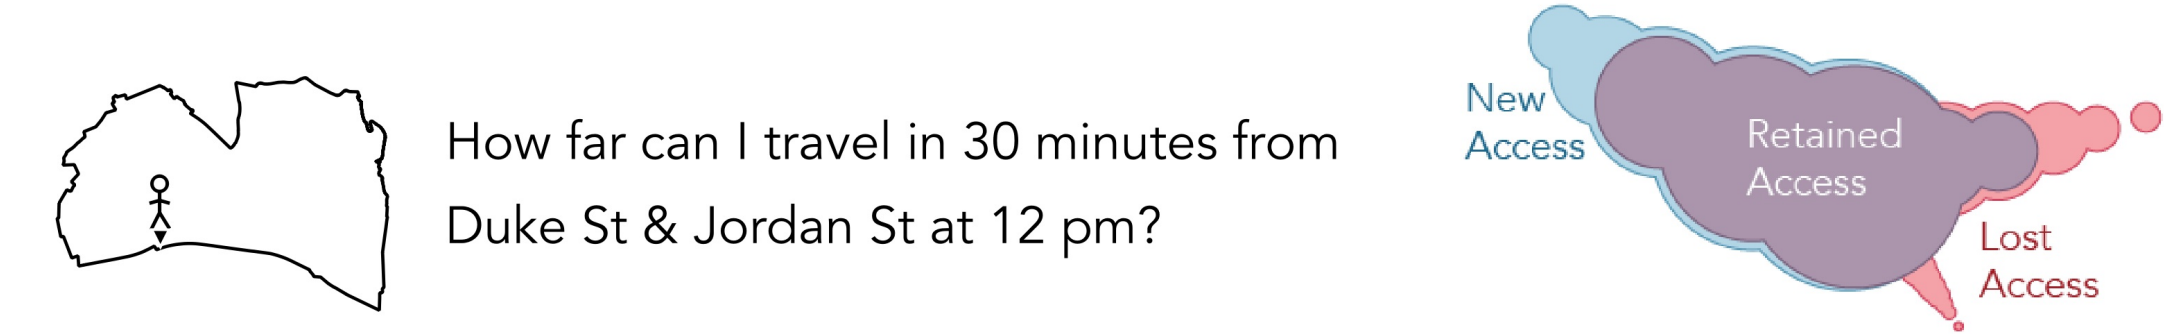 How far can I travel in 30 minutes from
Duke St & Jordan St at 12 pm?
New
Access
Retained
Access
Lost
Access